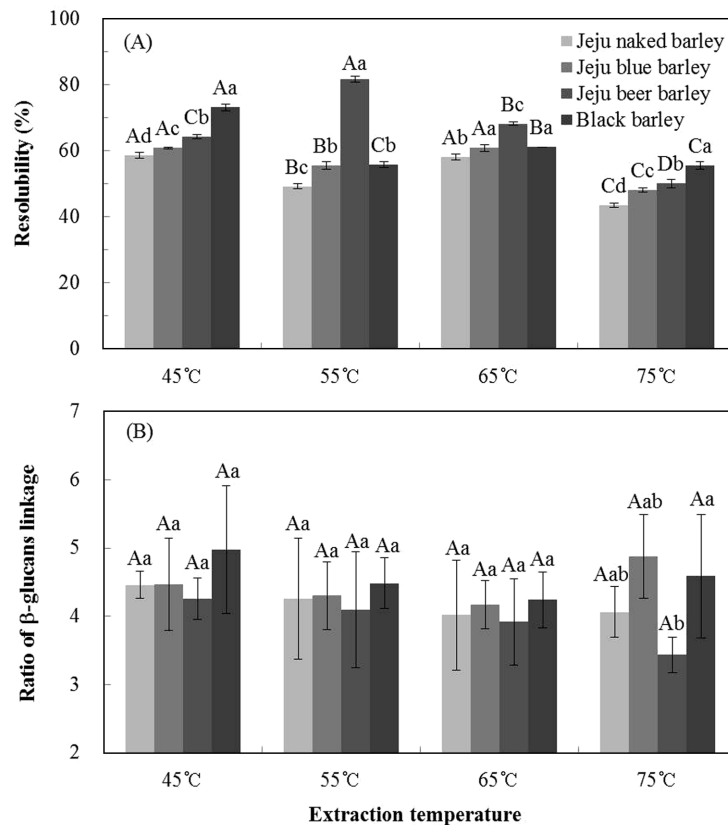 100
(A)
Jeju naked barley
Jeju blue barley
Jeju beer barley
Black barley
80
60
40
20
0
Resolubility (%)
Ad Ac Cb Aa
Bc Bb Aa Cb
Ab Aa Bc Ba
Cd Cc Db Ca
45℃ 55℃ 65℃ 75℃
7
(B)
6
5
4
3
2
Ratio of β-glucans linkage
Aa Aa Aa Aa
Aa Aa Aa Aa
Aa Aa Aa Aa
Aab Aab Ab Aa
45℃ 55℃ 65℃ 75℃
Extraction temperature